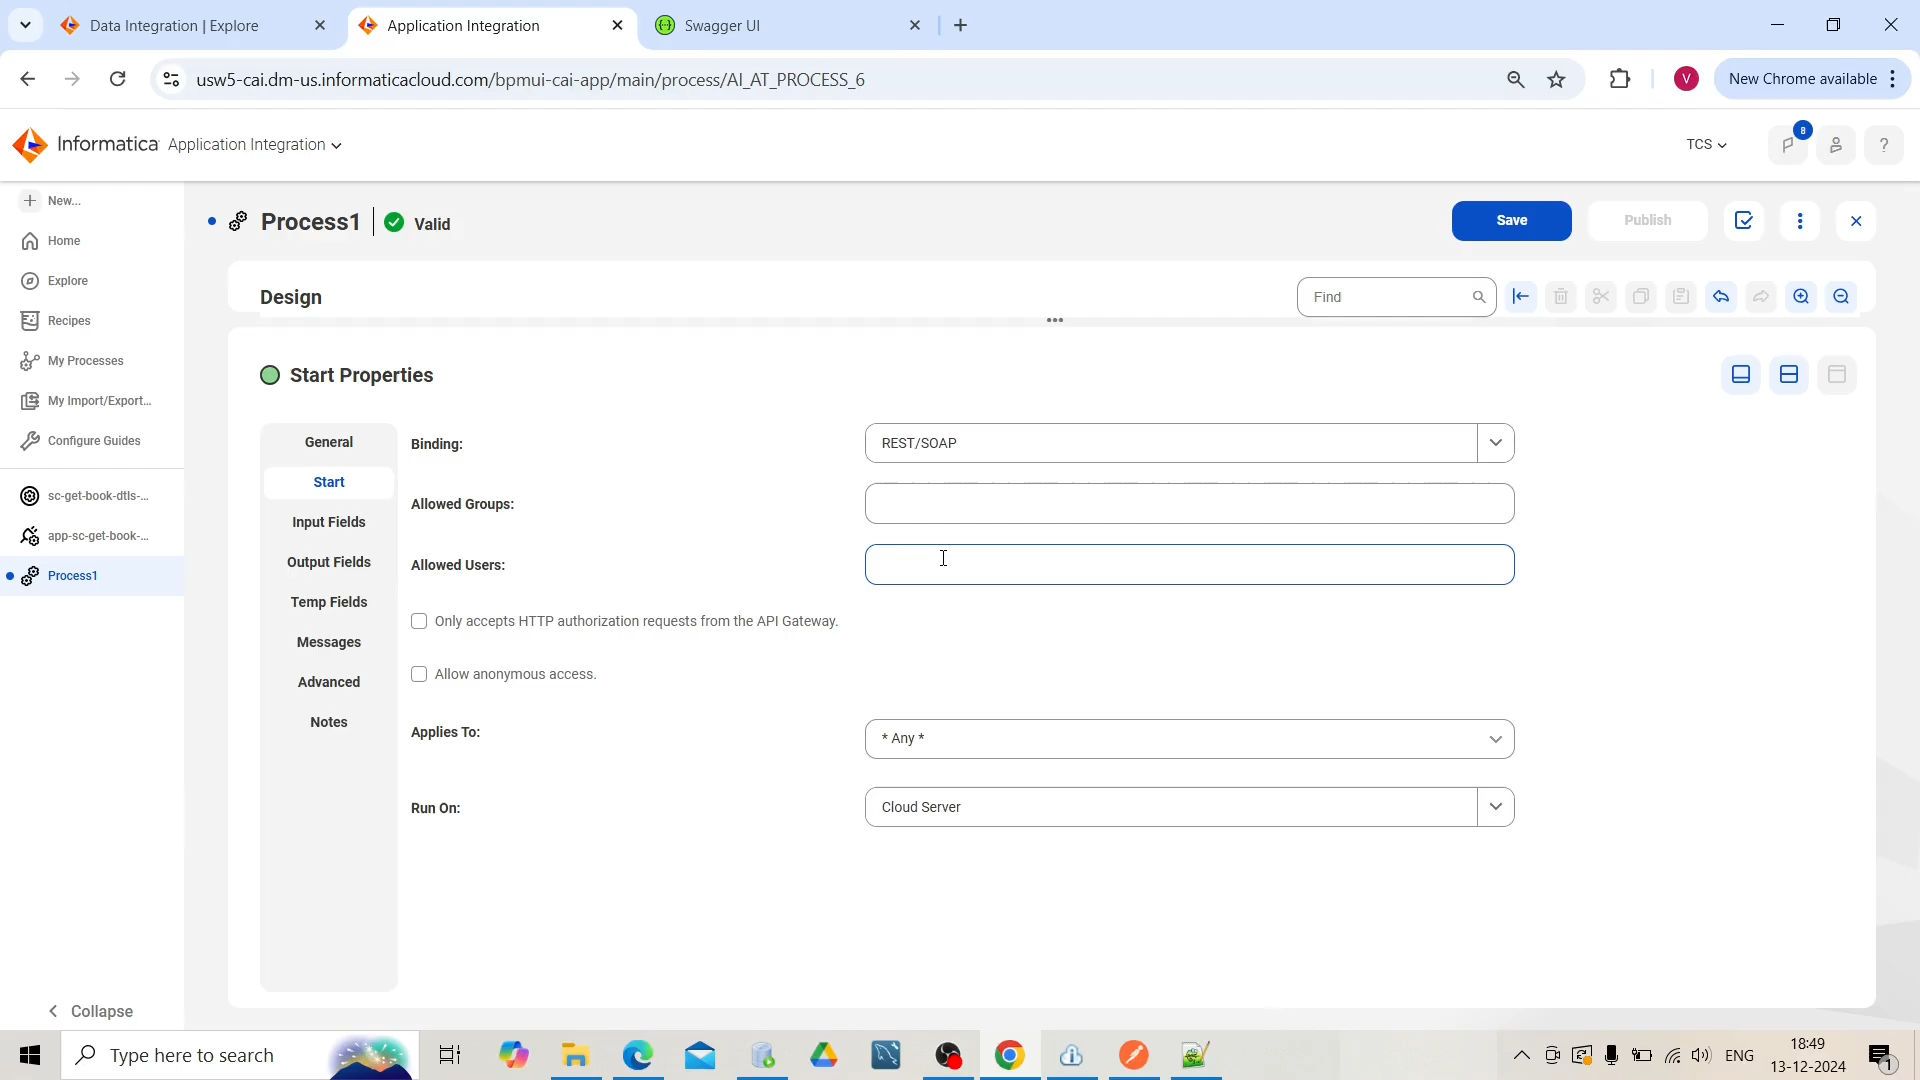 Data Integration | Explore
Application Integration
Swagger UI
usw5-cai.dm-us.informaticacloud.com/bpmui-cai-app/main/process/AI_AT_PROCESS_6
V
New Chrome available
Informatica Application Integration
TCS
8
?
New...
Home
Explore
Recipes
My Processes
My Import/Export...
Configure Guides
sc-get-book-dtls-...
app-sc-get-book-...
Process1
Collapse
Process1
Valid
Save
Publish
Design
Find
Start Properties
General
Start
Input Fields
Output Fields
Temp Fields
Messages
Advanced
Notes
Binding:
REST/SOAP
Allowed Groups:
Allowed Users:
Only accepts HTTP authorization requests from the API Gateway.
Allow anonymous access.
Applies To:
* Any *
Run On:
Cloud Server
Type here to search
ENG
18:49
13-12-2024
1